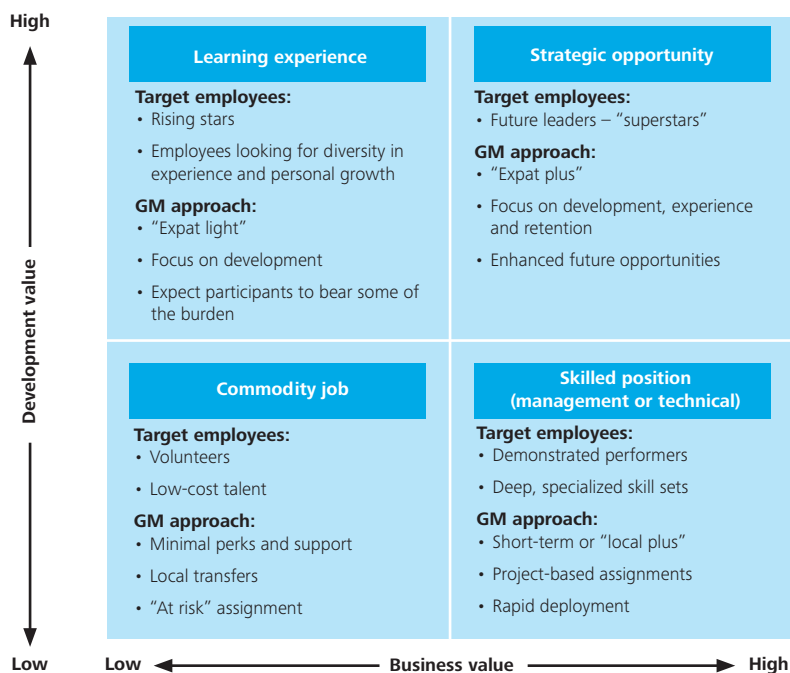 High
Learning experience
Target employees:
• Rising stars
• Employees looking for diversity in
experience and personal growth
GM approach:
• "Expat light"
• Focus on development
• Expect participants to bear some of
the burden
Strategic opportunity
Target employees:
• Future leaders – "superstars"
GM approach:
• "Expat plus"
• Focus on development, experience
and retention
• Enhanced future opportunities
Development value
Commodity job
Target employees:
• Volunteers
• Low-cost talent
GM approach:
• Minimal perks and support
• Local transfers
• "At risk" assignment
Skilled position
(management or technical)
Target employees:
• Demonstrated performers
• Deep, specialized skill sets
GM approach:
• Short-term or "local plus"
• Project-based assignments
• Rapid deployment
Low
Low
Business value
High